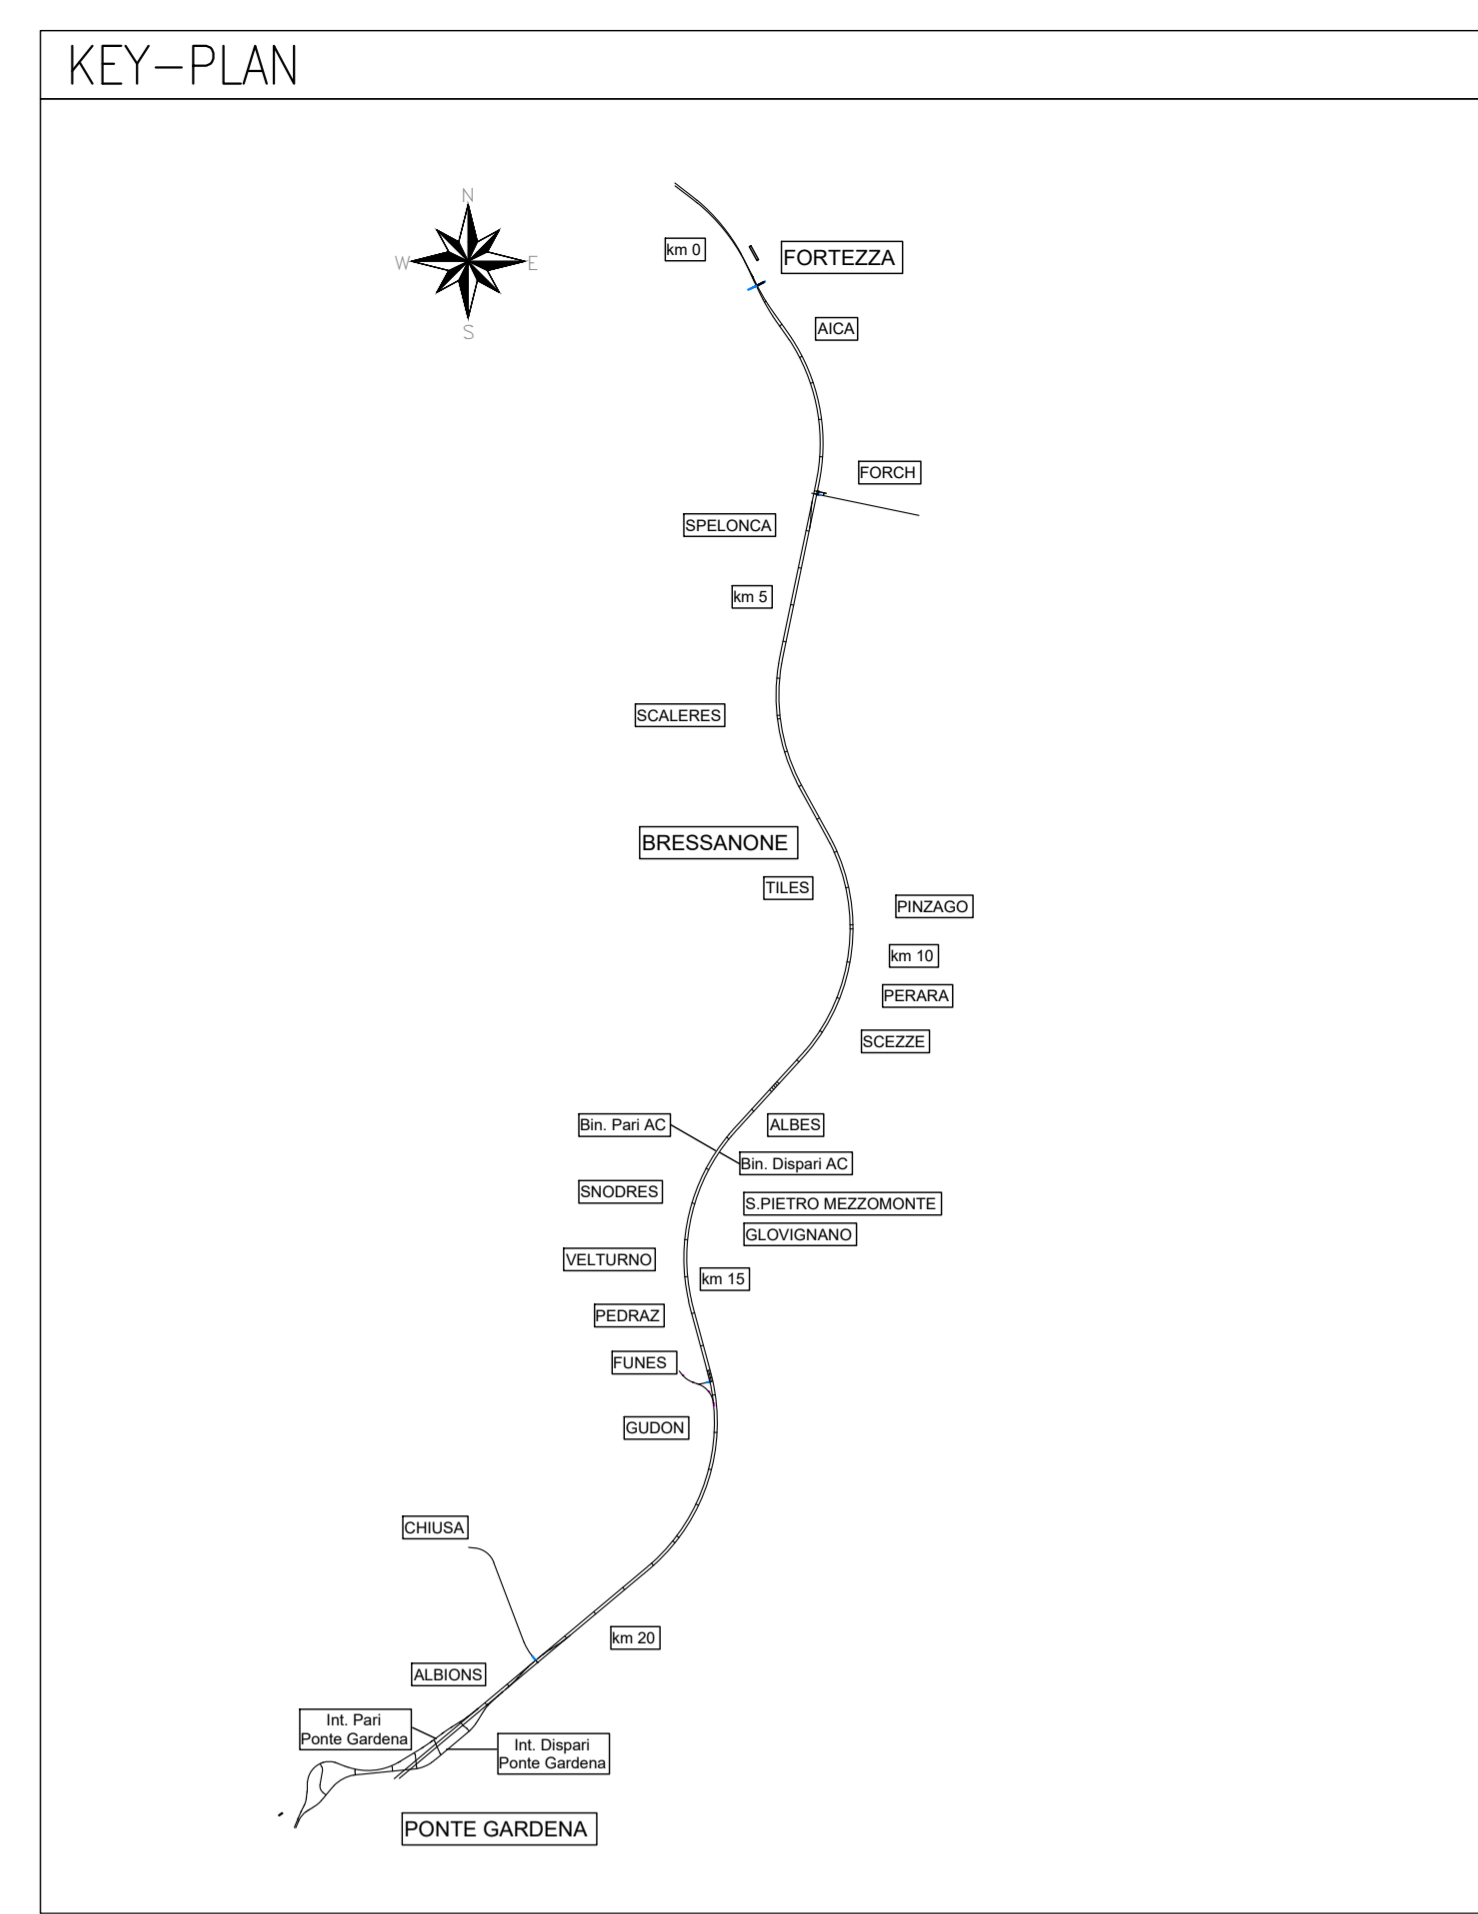 KEY-PLAN
N
W
E
S
km 0
FORTEZZA
AICA
FORCH
SPELONCA
km 5
SCALERES
BRESSANONE
TILES
PINZAGO
km 10
PERARA
SCEZZE
Bin. Pari AC
ALBES
Bin. Dispari AC
SNODRES
S.PIETRO MEZZOMONTE
GLOVIGNANO
VELTURNO
km 15
PEDRAZ
FUNES
GUDON
CHIUSA
km 20
ALBIONS
Int. Pari
Ponte Gardena
Int. Dispari
Ponte Gardena
PONTE GARDENA